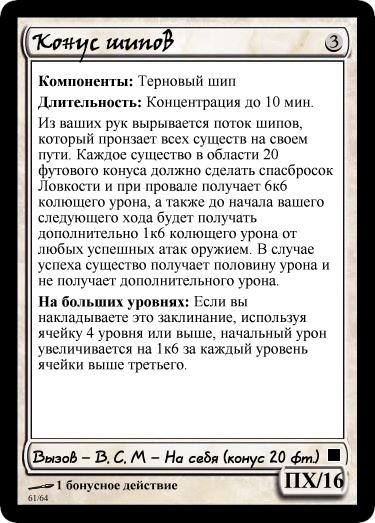 Конус шипов 3
Компоненты: Терновый шип
Длительность: Концентрация до 10 мин.
Из ваших рук вырывается поток шипов,
который пронзает всех существ на своем
пути. Каждое существо в области 20
футового конуса должно сделать спасбросок
Ловкости и при провале получает 6к6
колющего урона, а также до начала вашего
следующего хода будет получать
дополнительно 1к6 колющего урона от
любых успешных атак оружием. В случае
успеха существо получает половину урона и
не получает дополнительного урона.
На больших уровнях: Если вы
накладываете это заклинание, используя
ячейку 4 уровня или выше, начальный урон
увеличивается на 1к6 за каждый уровень
ячейки выше третьего.
Вызов – В, С, М – На себя (конус 20 фт.)
ПХ/16
1 бонусное действие
61/64